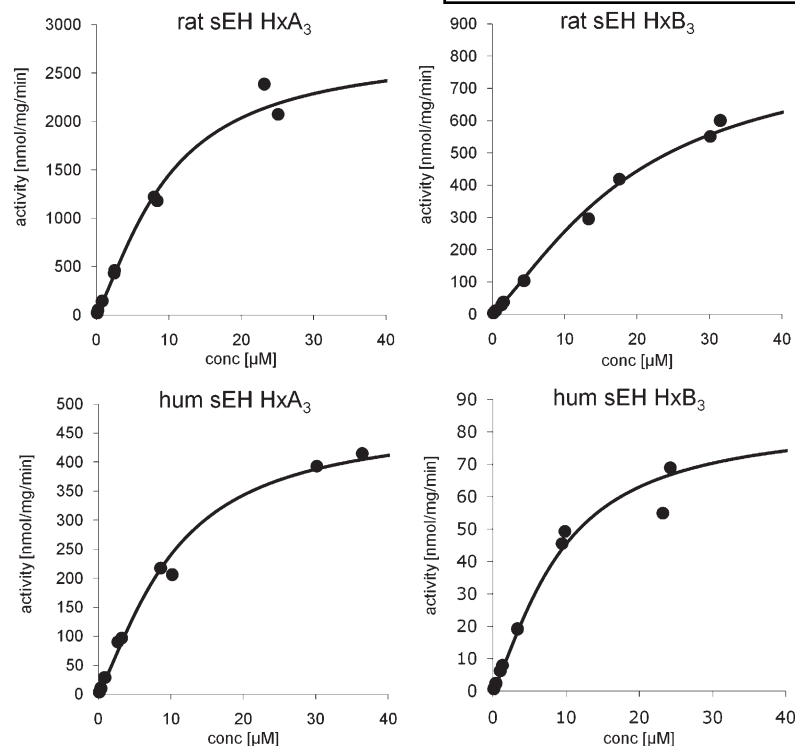 rat sEH HxA3
activity [nmol/mg/min]
3000
2500
2000
1500
1000
500
0
0 10 20 30 40
conc [µM]
rat sEH HxB3
activity [nmol/mg/min]
900
800
700
600
500
400
300
200
100
0
0 10 20 30 40
conc [µM]
hum sEH HxA3
activity [nmol/mg/min]
500
450
400
350
300
250
200
150
100
50
0
0 10 20 30 40
conc [µM]
hum sEH HxB3
activity [nmol/mg/min]
90
80
70
60
50
40
30
20
10
0
0 10 20 30 40
conc [µM]